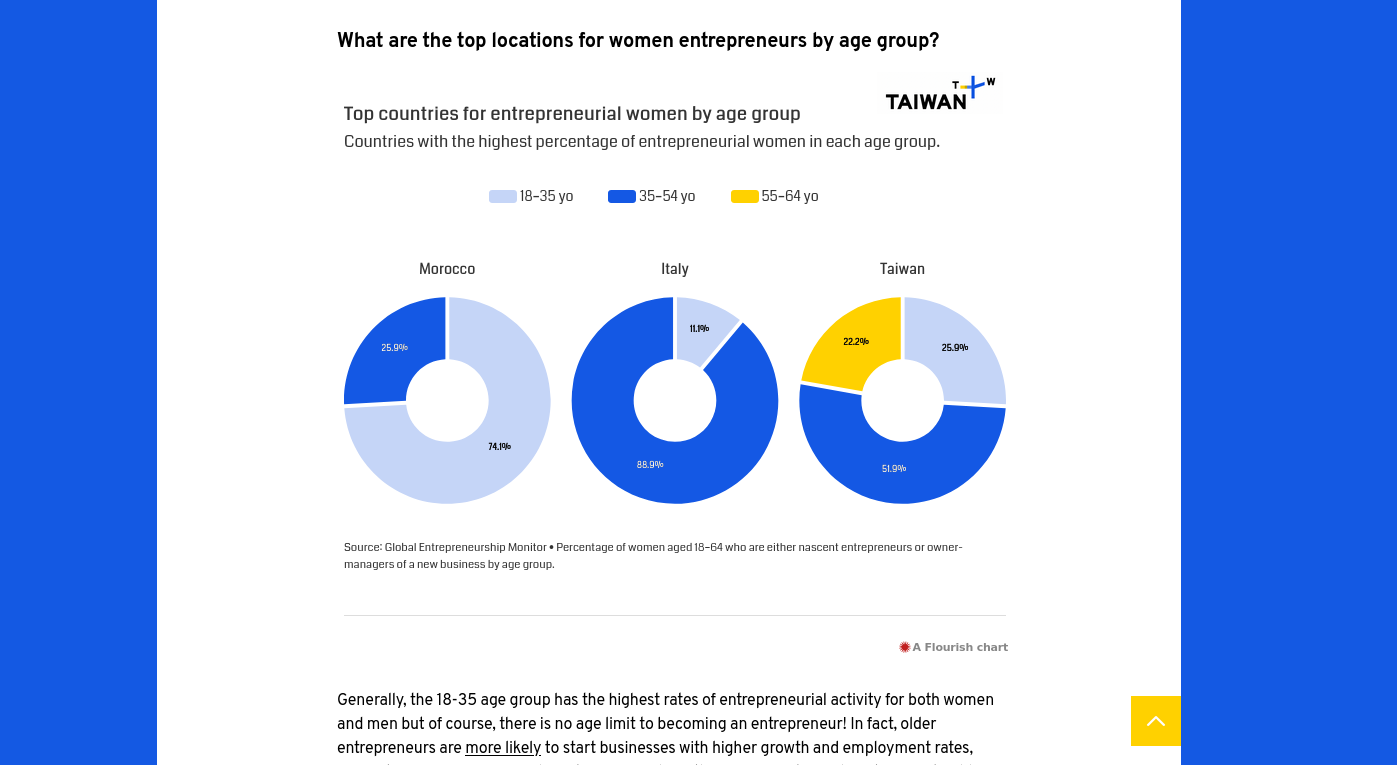 What are the top locations for women entrepreneurs by age group?
T W
TAIWAN
Top countries for entrepreneurial women by age group
Countries with the highest percentage of entrepreneurial women in each age group.
18–35 yo 35–54 yo 55–64 yo
Morocco Italy Taiwan
25.9%
74.1%
11.1%
88.9%
22.2%
25.9%
51.9%
Source: Global Entrepreneurship Monitor • Percentage of women aged 18–64 who are either nascent entrepreneurs or owner-
managers of a new business by age group.
A Flourish chart
Generally, the 18-35 age group has the highest rates of entrepreneurial activity for both women
and men but of course, there is no age limit to becoming an entrepreneur! In fact, older
entrepreneurs are more likely to start businesses with higher growth and employment rates,